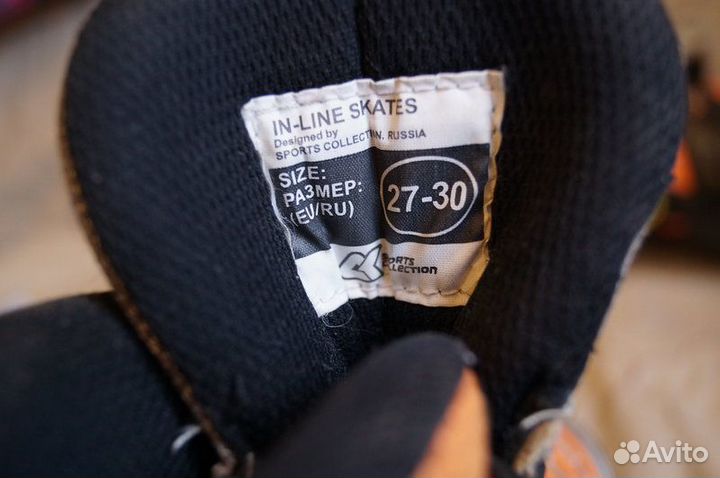 IN-LINE SKATES
Designed by
SPORTS COLLECTION, RUSSIA
SIZE:
РАЗМЕР:
(EU/RU)
27-30
SPORTS
COLLECTION
Avito